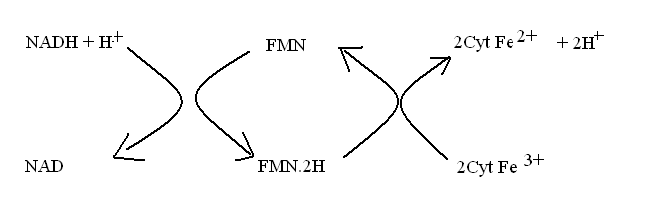 NADH + H+ FMN 2Cyt Fe 2+ + 2H+
NAD FMN.2H 2Cyt Fe 3+